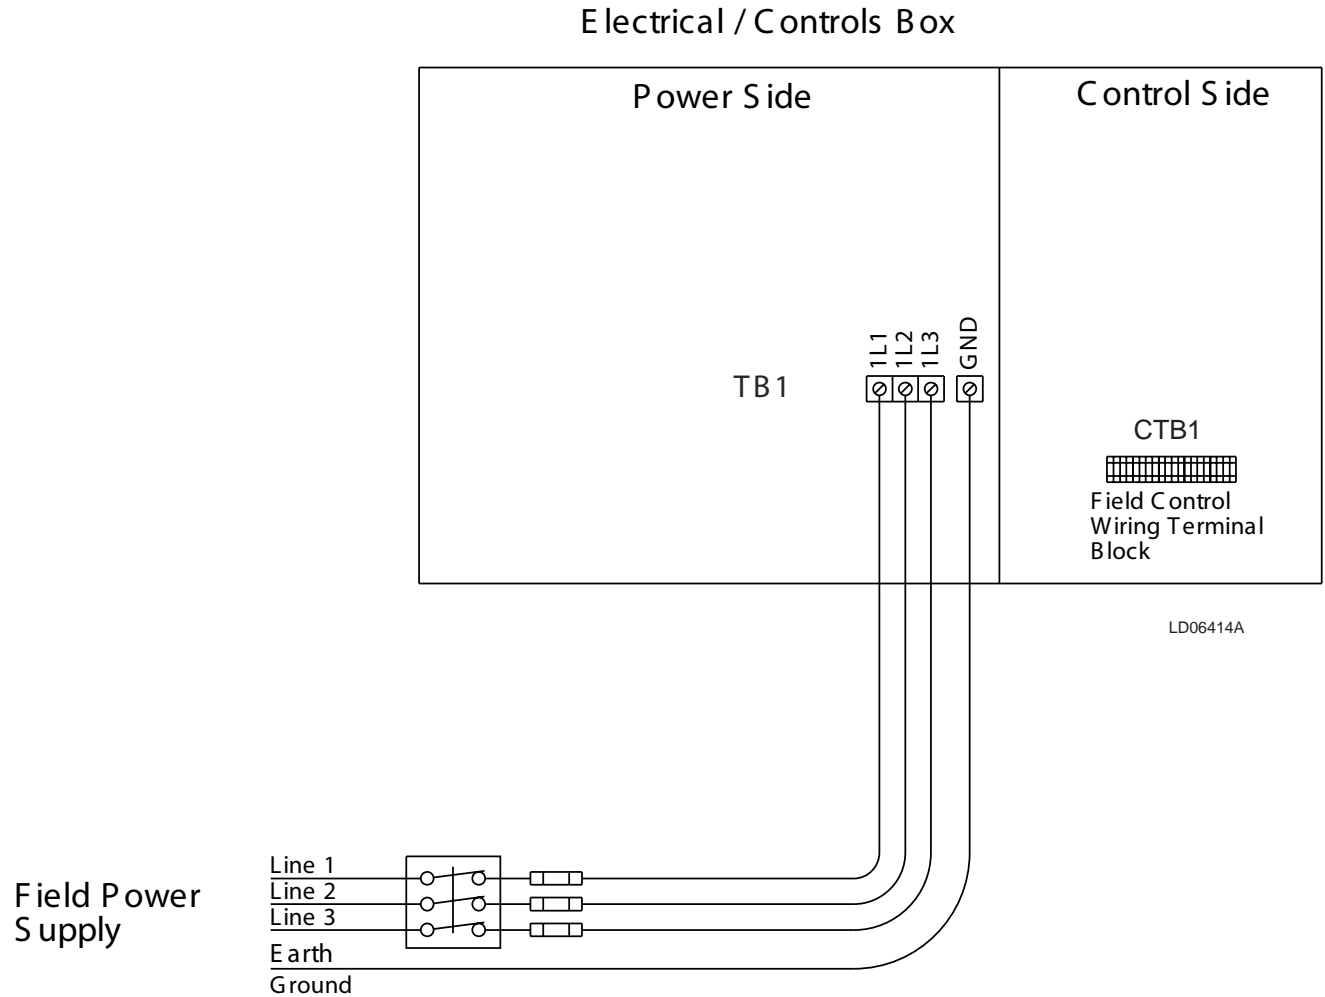 Electrical / Controls Box
Power Side
Control Side
1L1
1L2
1L3
GND
TB1
CTB1
Field Control
Wiring Terminal
Block
LD06414A
Field Power
Supply
Line 1
Line 2
Line 3
Earth
Ground